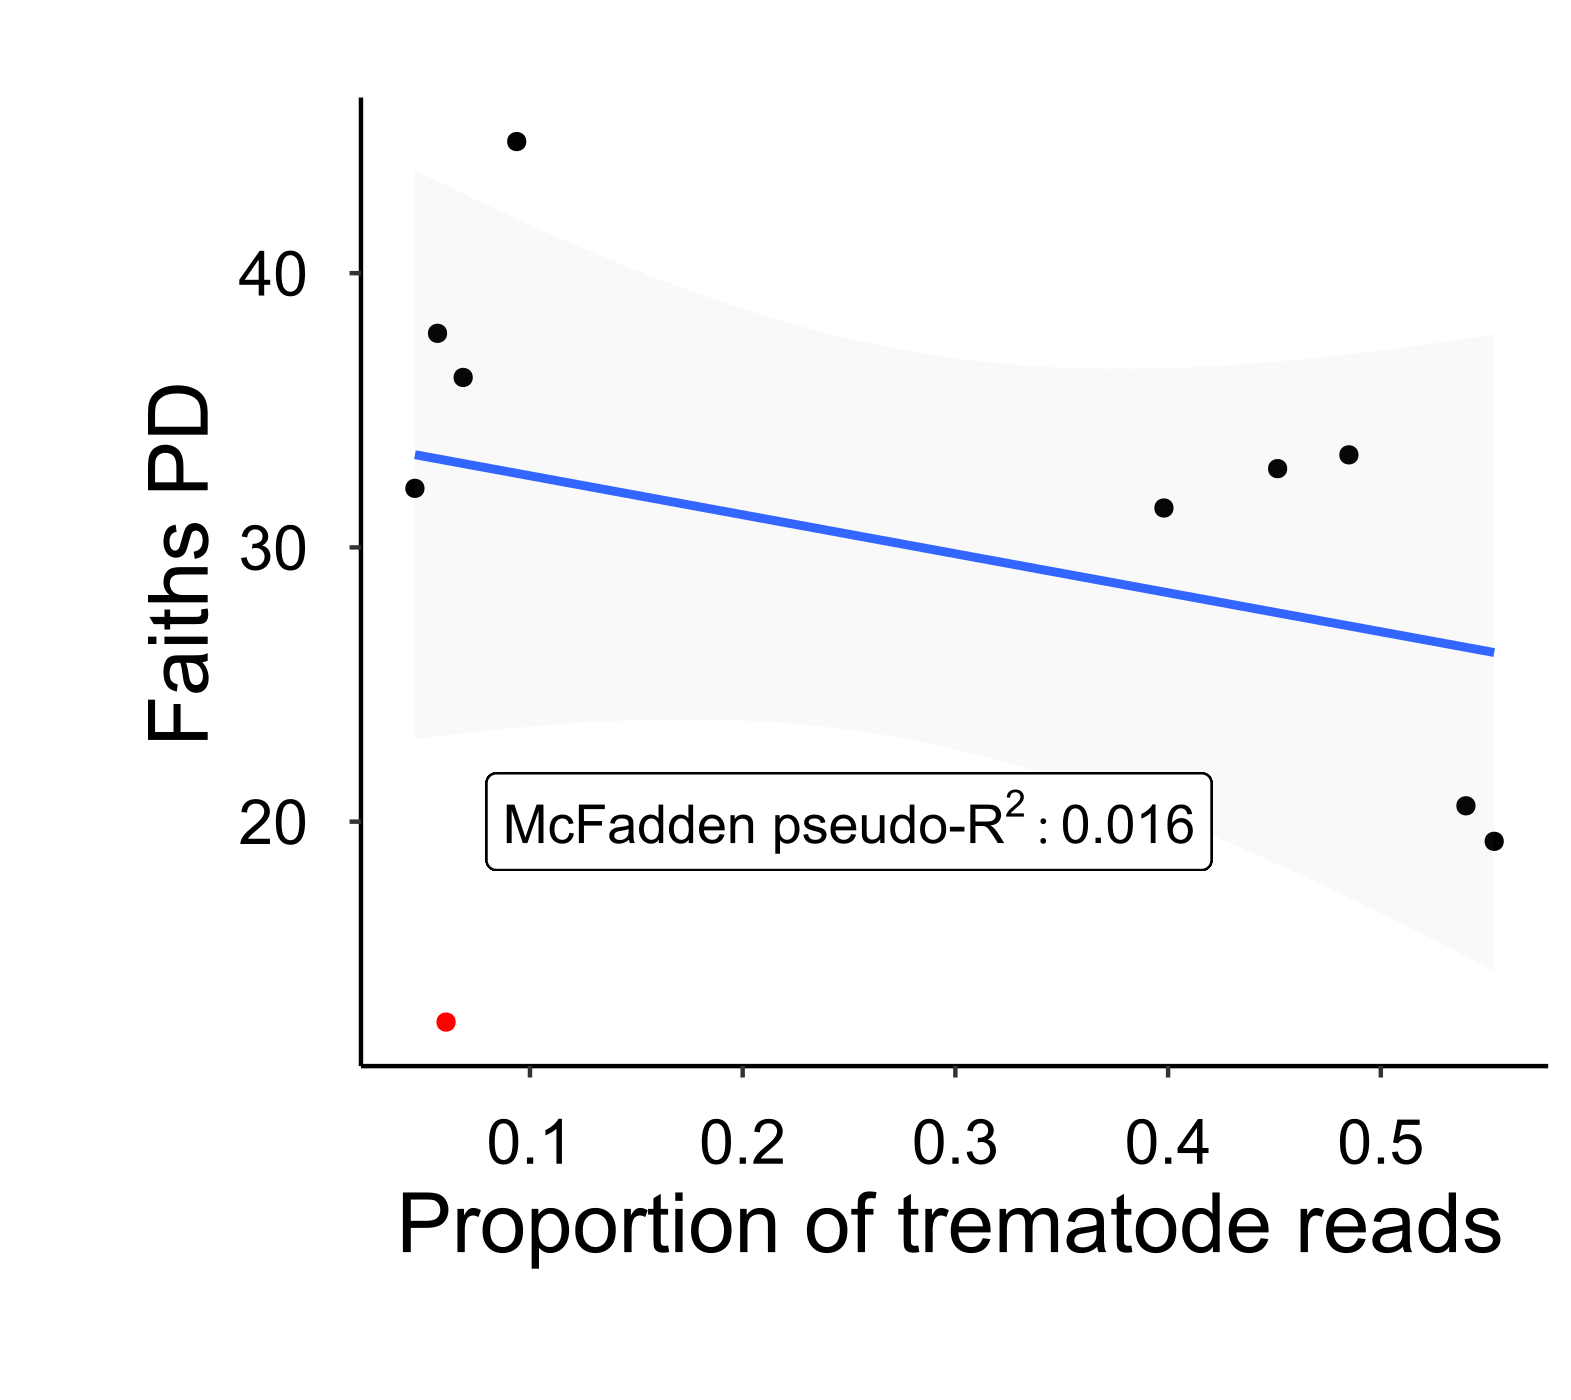 Faiths PD
40
30
20
McFadden pseudo-R² : 0.016
0.1 0.2 0.3 0.4 0.5
Proportion of trematode reads